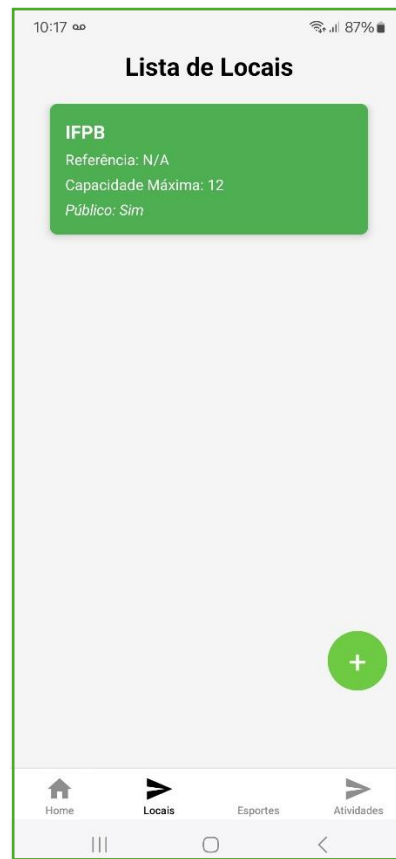 10:17
87%
Lista de Locais
IFPB
Referência: N/A
Capacidade Máxima: 12
Público: Sim
+
Home
Locais
Esportes
Atividades